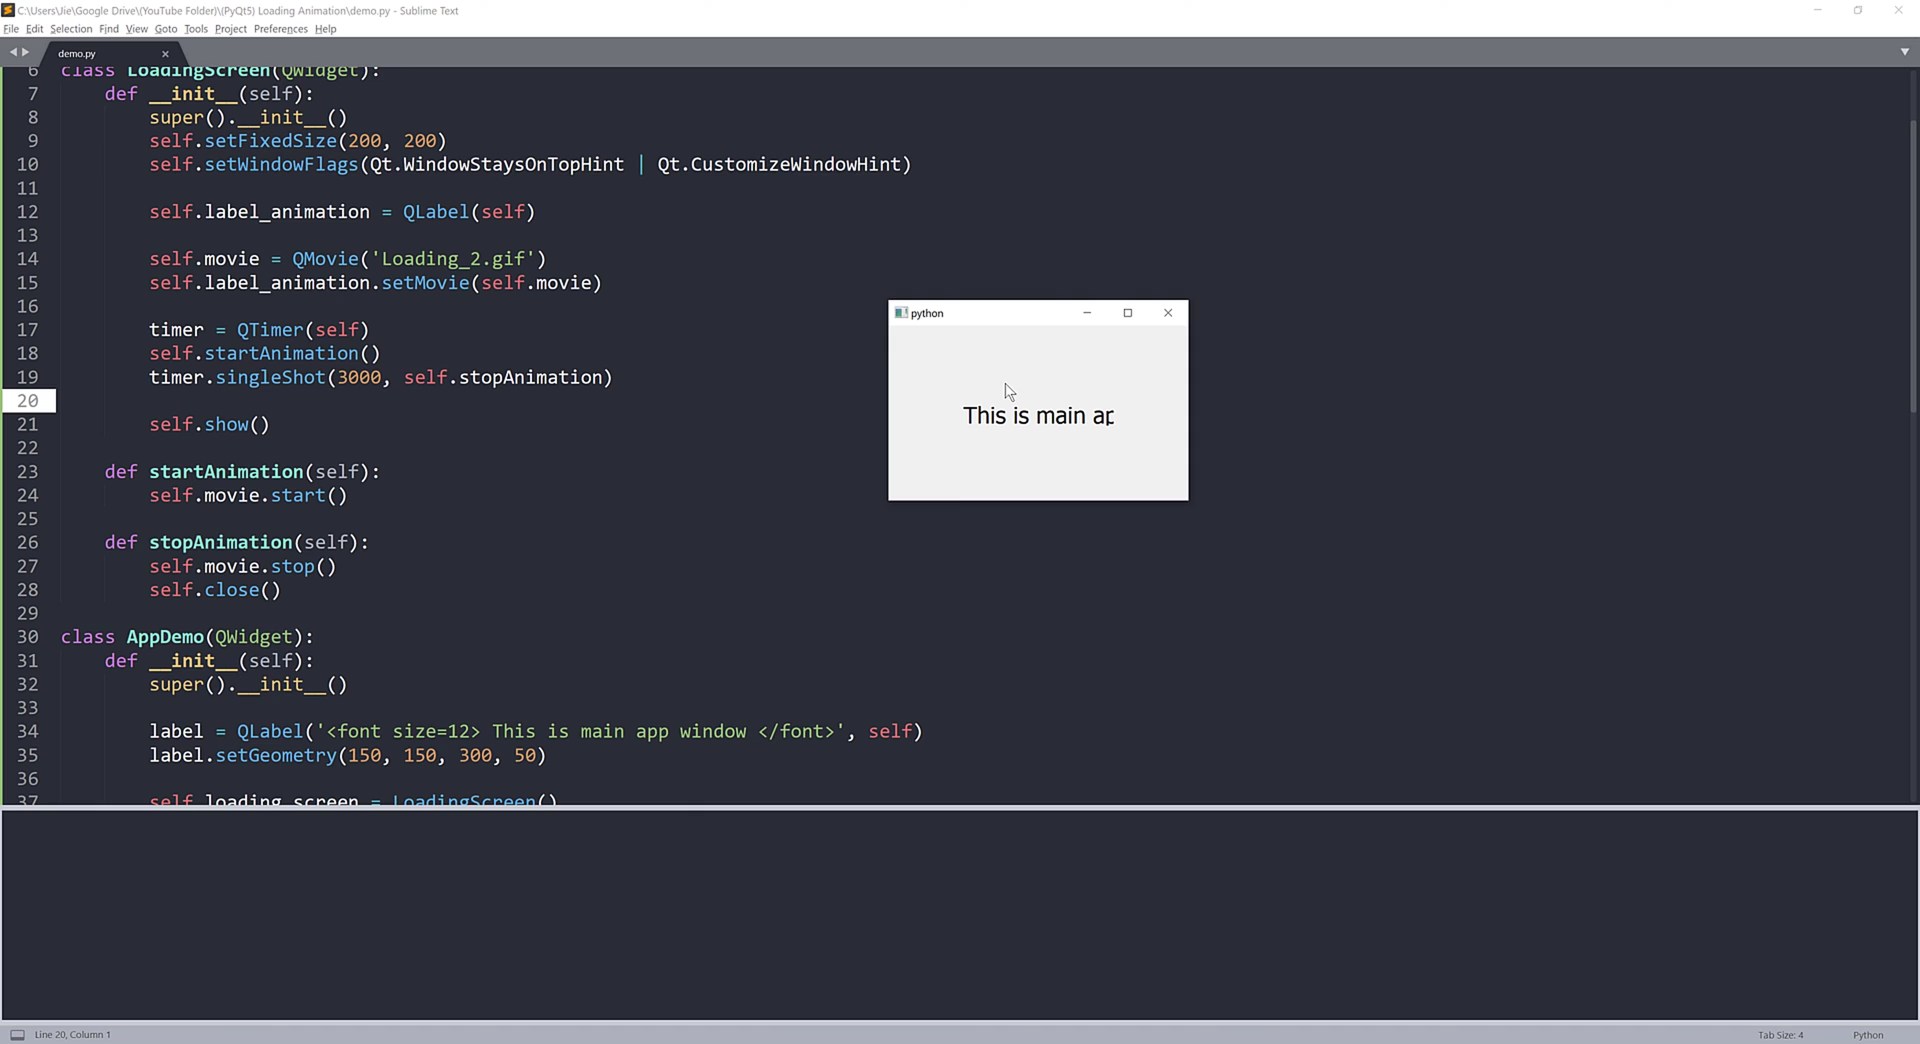 C:\Users\Jie\Google Drive\(YouTube Folder)\(PyQt5) Loading Animation\demo.py - Sublime Text
File Edit Selection Find View Goto Tools Project Preferences Help
demo.py
6 class LoadingScreen(QWidget):
7 def __init__(self):
8 super().__init__()
9 self.setFixedSize(200, 200)
10 self.setWindowFlags(Qt.WindowStaysOnTopHint | Qt.CustomizeWindowHint)
11
12 self.label_animation = QLabel(self)
13
14 self.movie = QMovie('Loading_2.gif')
15 self.label_animation.setMovie(self.movie)
16
17 timer = QTimer(self)
18 self.startAnimation()
19 timer.singleShot(3000, self.stopAnimation)
20
21 self.show()
22
23 def startAnimation(self):
24 self.movie.start()
25
26 def stopAnimation(self):
27 self.movie.stop()
28 self.close()
29
30 class AppDemo(QWidget):
31 def __init__(self):
32 super().__init__()
33
34 label = QLabel('<font size=12> This is main app window </font>', self)
35 label.setGeometry(150, 150, 300, 50)
36
37 self.loading_screen = LoadingScreen()
python
This is main ap
Line 20, Column 1
Tab Size: 4
Python